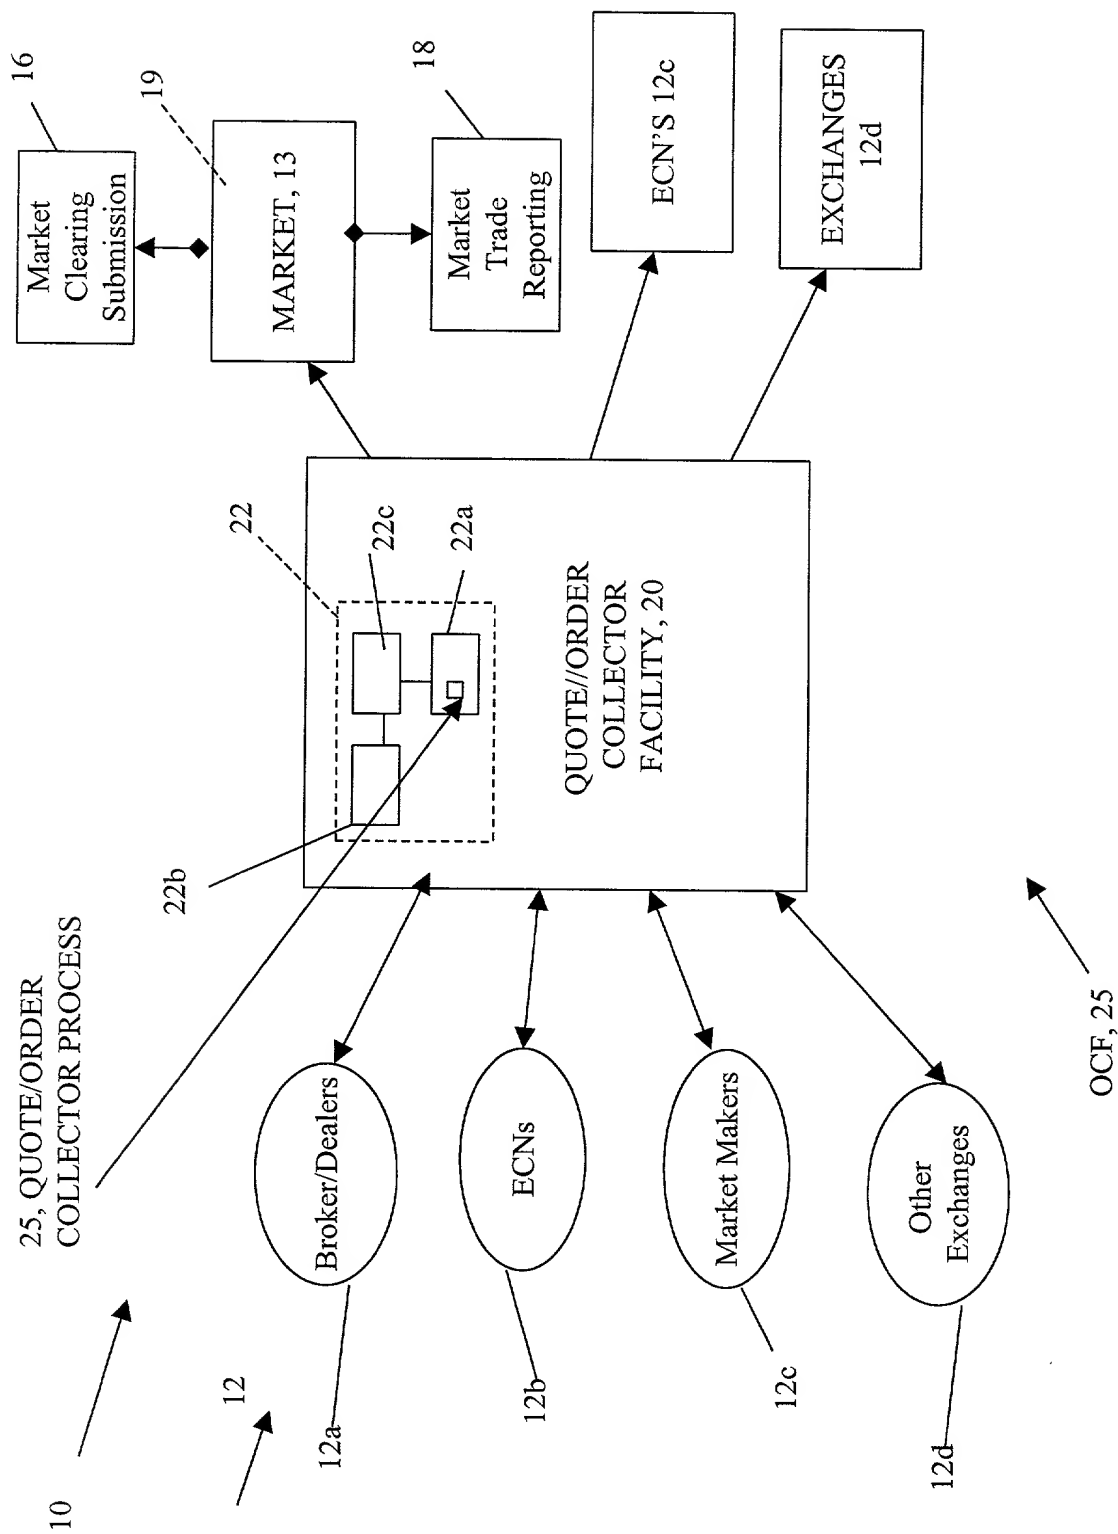 10
12
25, QUOTE/ORDER
COLLECTOR PROCESS
12a
Broker/Dealers
12b
ECNs
12c
Market Makers
12d
Other
Exchanges
22b
22
22c
22a
QUOTE//ORDER
COLLECTOR
FACILITY, 20
OCF, 25
16
Market
Clearing
Submission
19
MARKET, 13
18
Market
Trade
Reporting
ECN'S 12c
EXCHANGES
12d